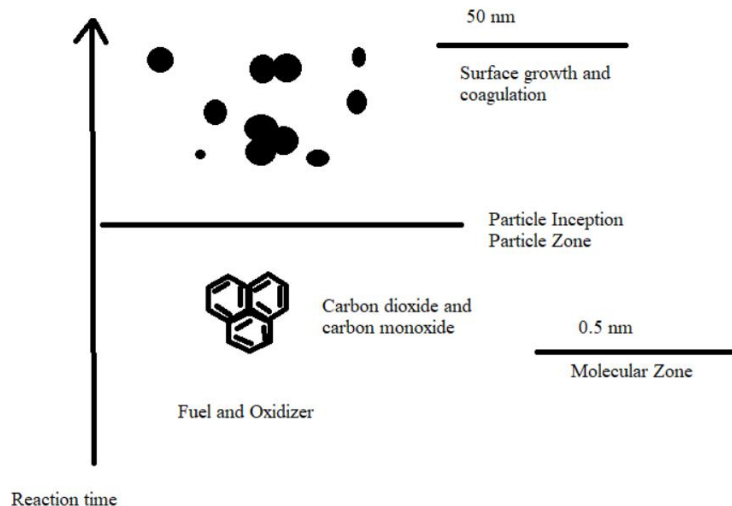 50 nm
Surface growth and
coagulation
Particle Inception
Particle Zone
Carbon dioxide and
carbon monoxide
0.5 nm
Molecular Zone
Fuel and Oxidizer
Reaction time